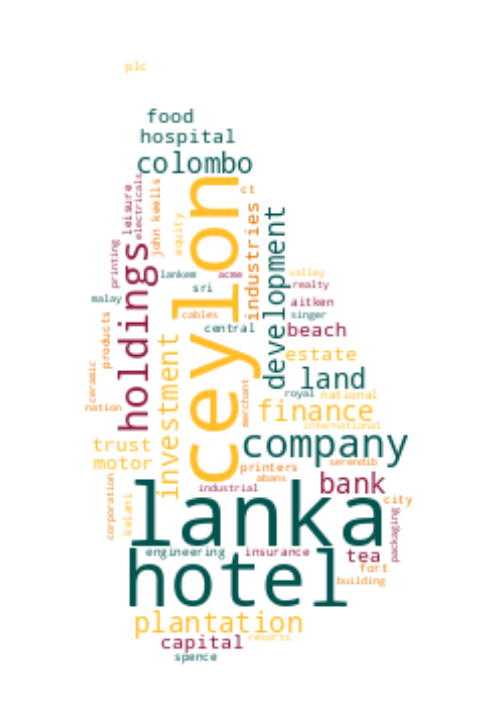 plc
food
hospital
colombo
ct
leisure
electricals
john keells
equity
ceylon
industries
development
printing
holdings
lankem
acme
valley
sri
realty
malay
aitken
cables
singer
central
beach
products
investment
estate
ceramic
land
merchant
royal
national
nation
finance
international
trust
company
motor
printers
serendib
abans
corporation
kelani
industrial
bank
city
lanka
packaging
engineering
insurance
tea
hotel
fort
building
plantation
capital
resorts
spence